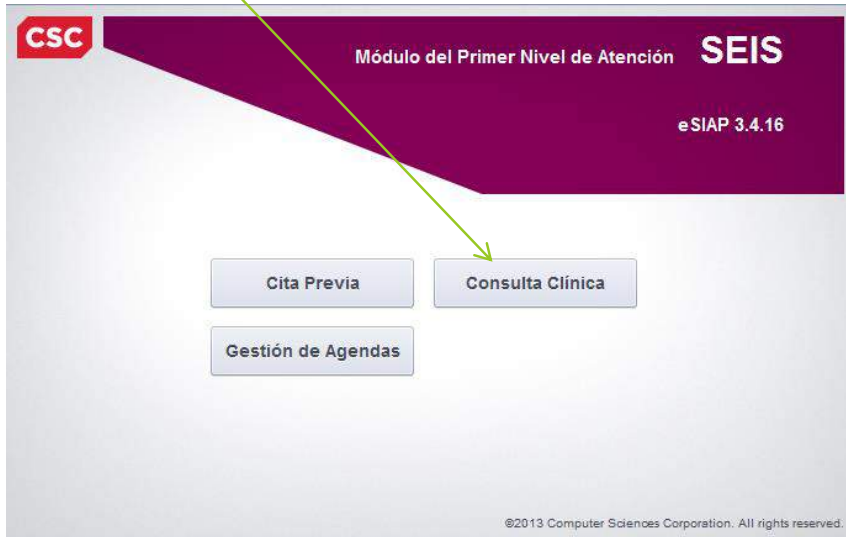 CSC
Módulo del Primer Nivel de Atención SEIS
eSIAP 3.4.16
Cita Previa Consulta Clínica
Gestión de Agendas
©2013 Computer Sciences Corporation. All rights reserved.